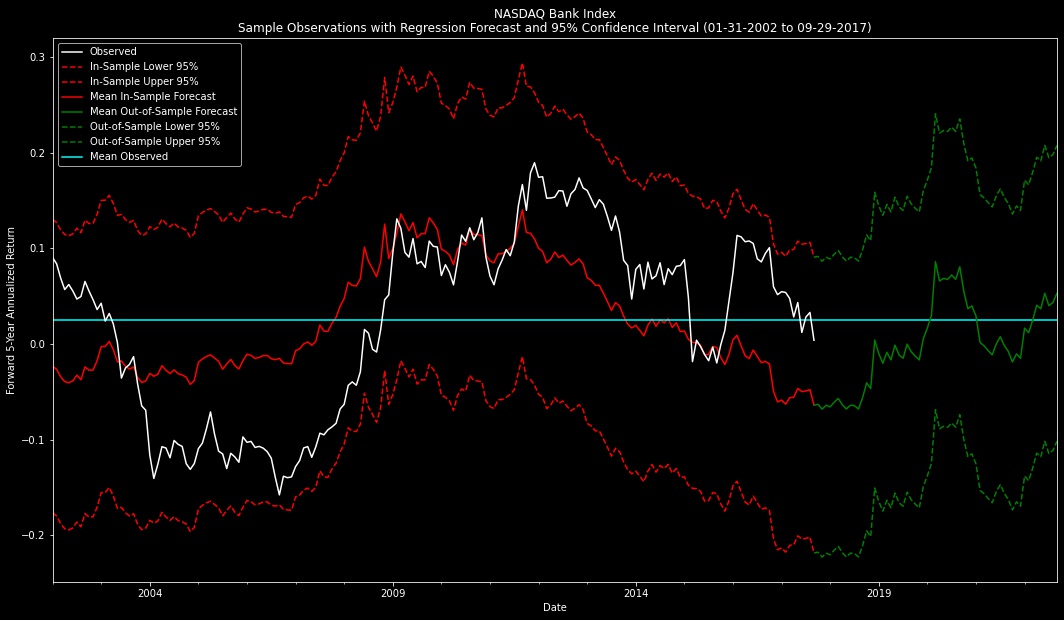 NASDAQ Bank Index
Sample Observations with Regression Forecast and 95% Confidence Interval (01-31-2002 to 09-29-2017)
Observed
In-Sample Lower 95%
In-Sample Upper 95%
Mean In-Sample Forecast
Mean Out-of-Sample Forecast
Out-of-Sample Lower 95%
Out-of-Sample Upper 95%
Mean Observed
Forward 5-Year Annualized Return
0.3
0.2
0.1
0.0
−0.1
−0.2
2004
2009
2014
2019
Date